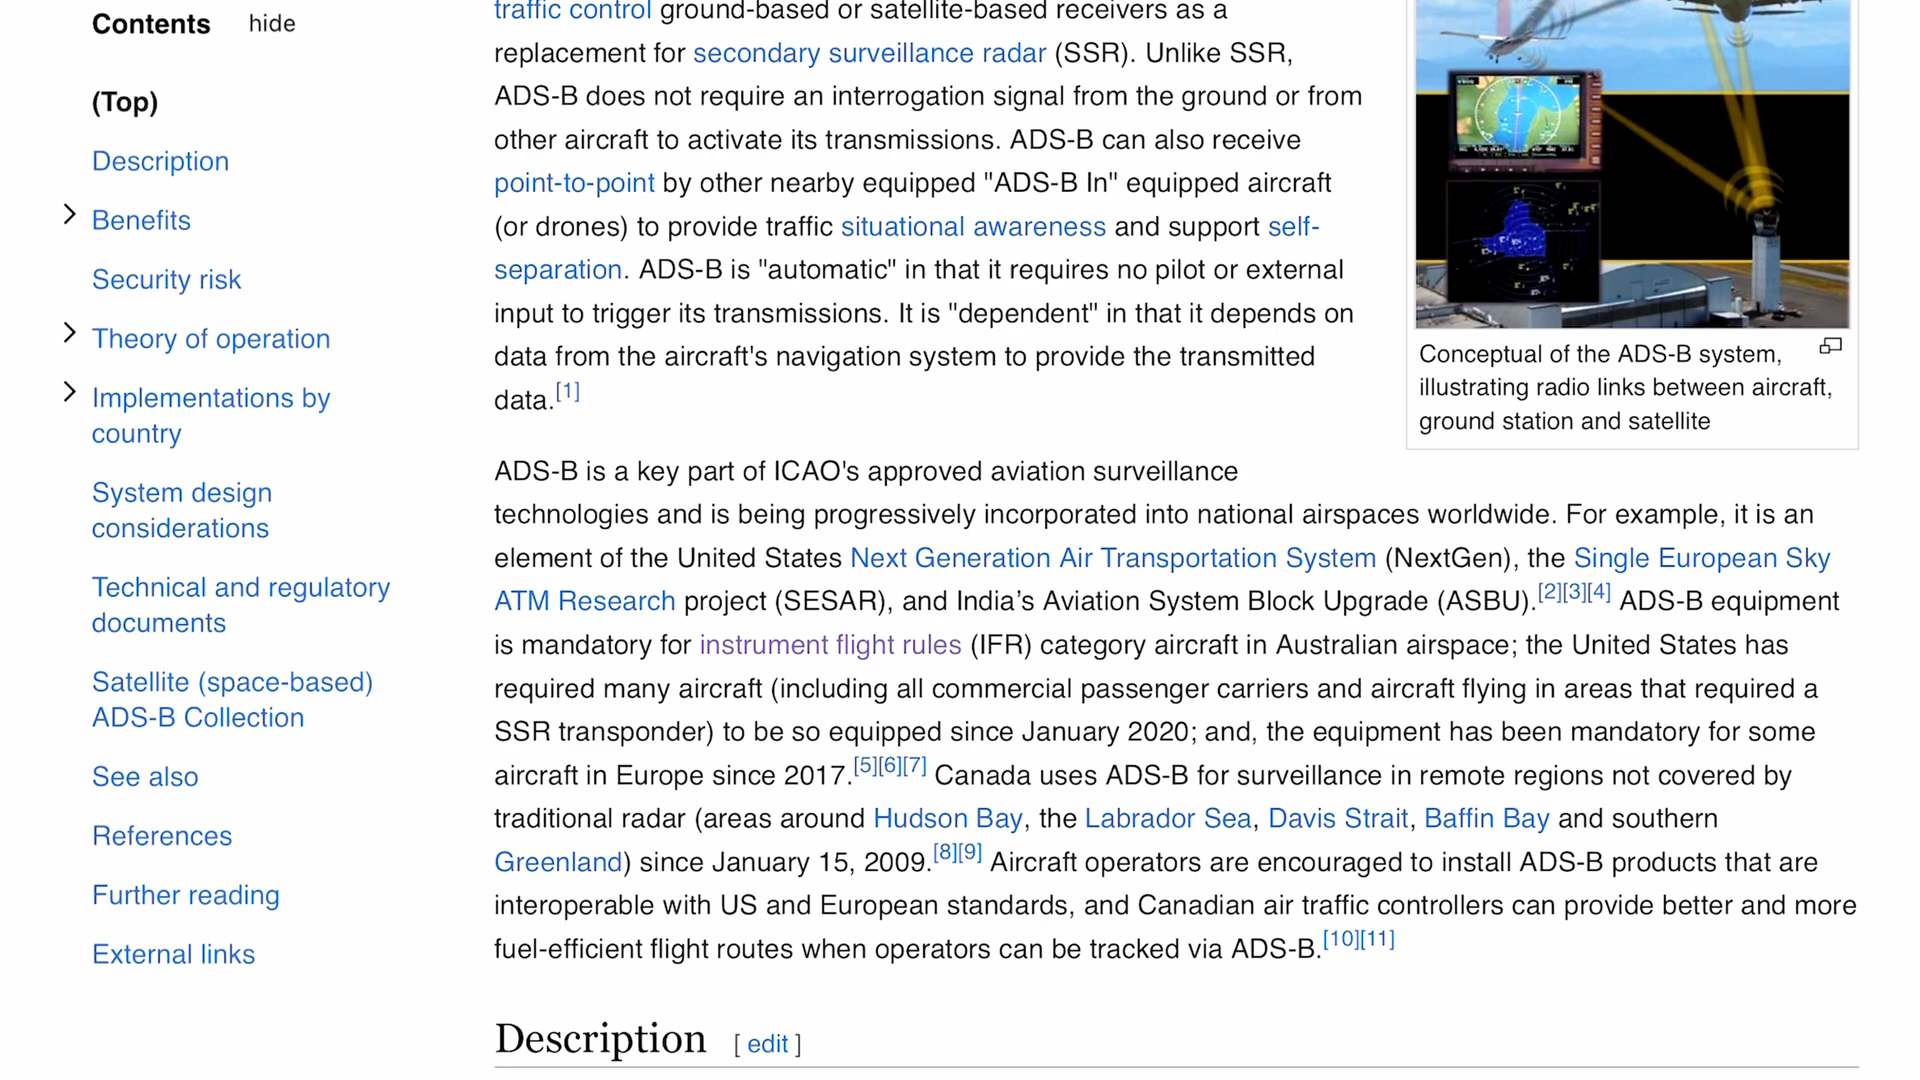 Contents hide
(Top)
Description
Benefits
Security risk
Theory of operation
Implementations by
country
System design
considerations
Technical and regulatory
documents
Satellite (space-based)
ADS-B Collection
See also
References
Further reading
External links
traffic control ground-based or satellite-based receivers as a
replacement for secondary surveillance radar (SSR). Unlike SSR,
ADS-B does not require an interrogation signal from the ground or from
other aircraft to activate its transmissions. ADS-B can also receive
point-to-point by other nearby equipped "ADS-B In" equipped aircraft
(or drones) to provide traffic situational awareness and support self-
separation. ADS-B is "automatic" in that it requires no pilot or external
input to trigger its transmissions. It is "dependent" in that it depends on
data from the aircraft's navigation system to provide the transmitted
data.[1]
Conceptual of the ADS-B system,
illustrating radio links between aircraft,
ground station and satellite
ADS-B is a key part of ICAO's approved aviation surveillance
technologies and is being progressively incorporated into national airspaces worldwide. For example, it is an
element of the United States Next Generation Air Transportation System (NextGen), the Single European Sky
ATM Research project (SESAR), and India’s Aviation System Block Upgrade (ASBU).[2][3][4] ADS-B equipment
is mandatory for instrument flight rules (IFR) category aircraft in Australian airspace; the United States has
required many aircraft (including all commercial passenger carriers and aircraft flying in areas that required a
SSR transponder) to be so equipped since January 2020; and, the equipment has been mandatory for some
aircraft in Europe since 2017.[5][6][7] Canada uses ADS-B for surveillance in remote regions not covered by
traditional radar (areas around Hudson Bay, the Labrador Sea, Davis Strait, Baffin Bay and southern
Greenland) since January 15, 2009.[8][9] Aircraft operators are encouraged to install ADS-B products that are
interoperable with US and European standards, and Canadian air traffic controllers can provide better and more
fuel-efficient flight routes when operators can be tracked via ADS-B.[10][11]
Description [ edit ]